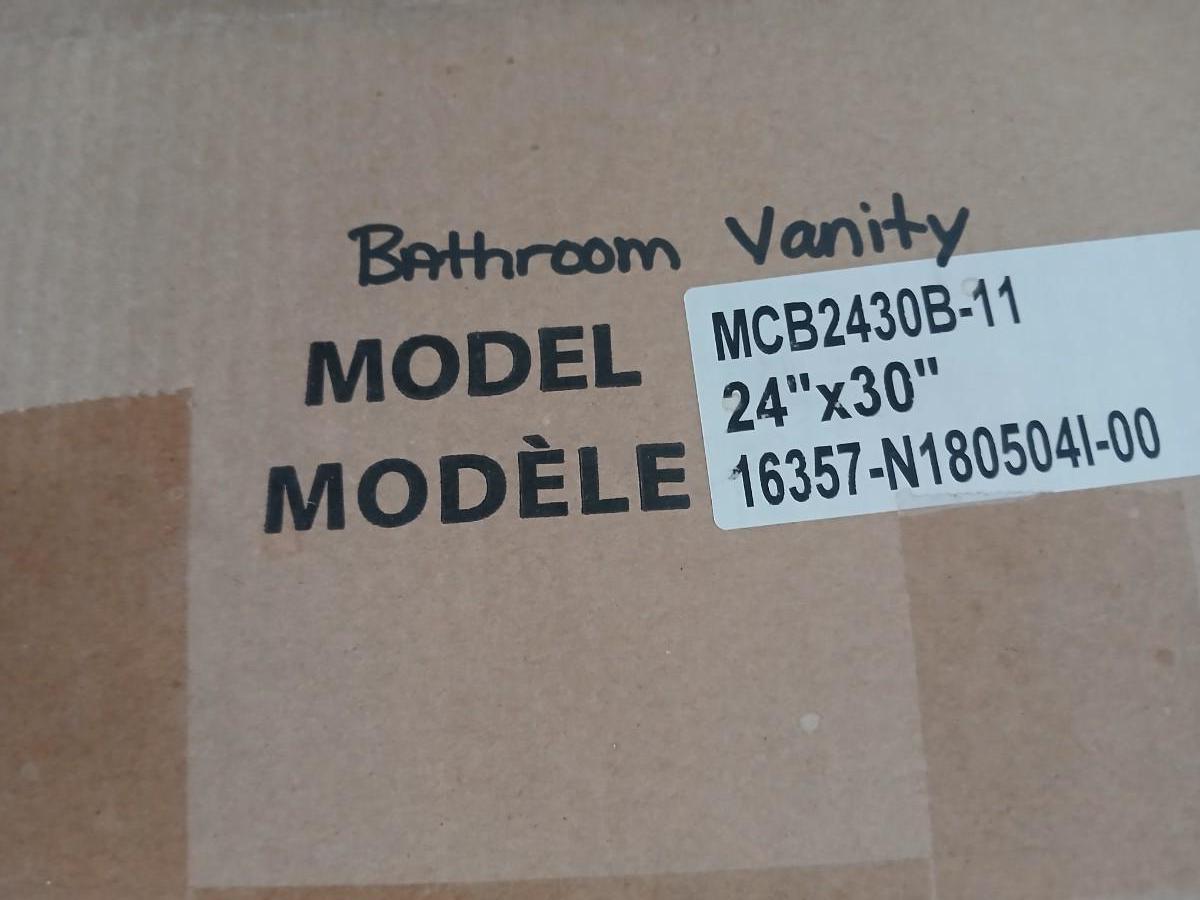 Bathroom Vanity
MODEL
MODÈLE
MCB2430B-11
24"x30"
16357-N180504I-00